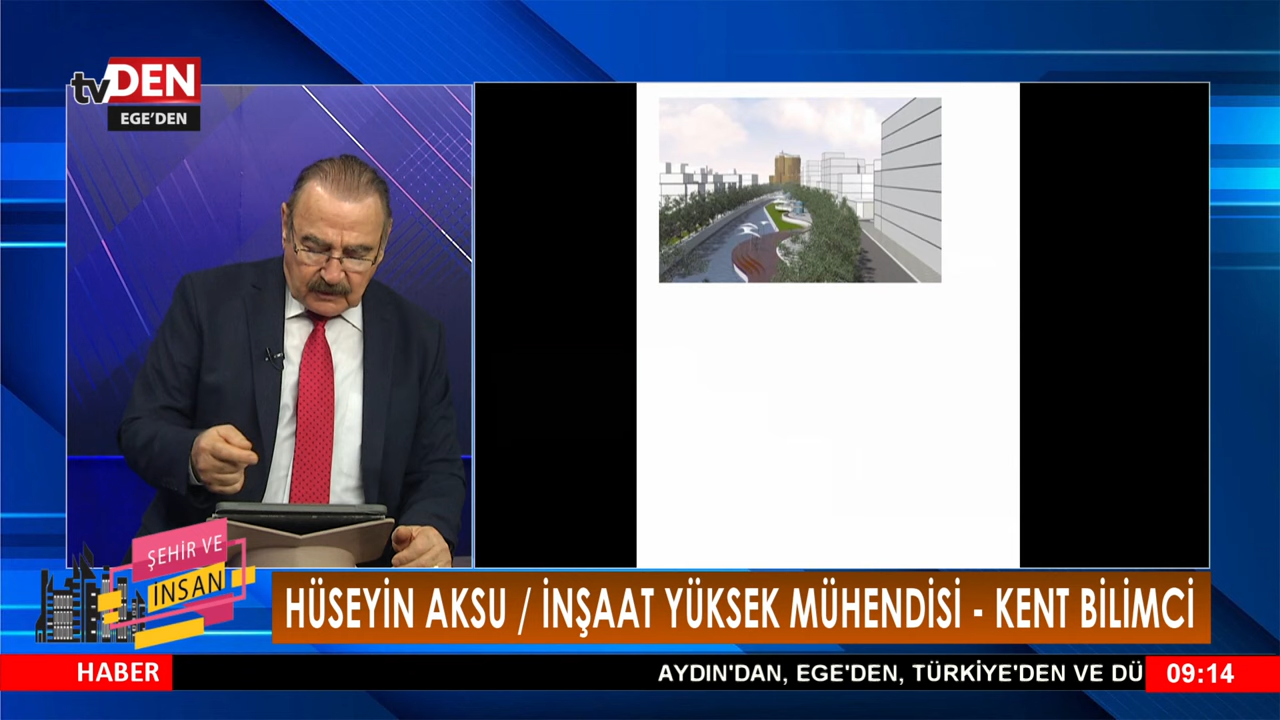 tvDEN
EGE'DEN
ŞEHİR VE
İNSAN
HÜSEYİN AKSU / İNŞAAT YÜKSEK MÜHENDİSİ - KENT BİLİMCİ
HABER
AYDIN'DAN, EGE'DEN, TÜRKİYE'DEN VE DÜ
09:14